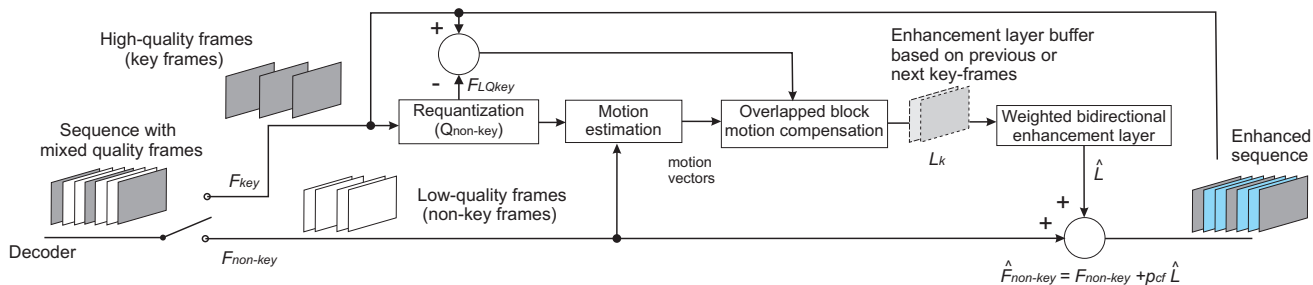 High-quality frames
(key frames)
+
-
F_LQkey
Enhancement layer buffer
based on previous or
next key-frames
Requantization
(Q_non-key)
Motion
estimation
Overlapped block
motion compensation
Weighted bidirectional
enhancement layer
Sequence with
mixed quality frames
F_key
motion
vectors
L_k
L̂
Enhanced
sequence
Low-quality frames
(non-key frames)
+
+
Decoder
F_non-key
F̂_non-key = F_non-key +p_cf L̂